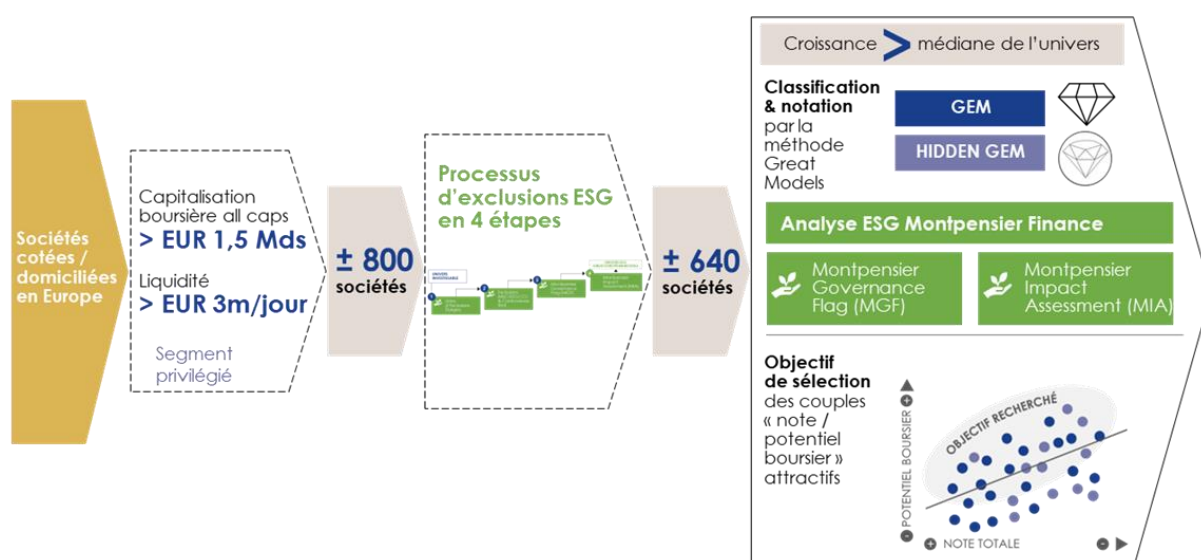 Sociétés
cotées /
domiciliées
en Europe
Capitalisation
boursière all caps
> EUR 1,5 Mds
Liquidité
> EUR 3m/jour
Segment
privilégié
± 800
sociétés
Processus
d'exclusions ESG
en 4 étapes
1
2
3
± 640
sociétés
Croissance > médiane de l'univers
Classification
& notation
par la
méthode
Great
Models
GEM
HIDDEN GEM
Analyse ESG Montpensier Finance
Montpensier
Governance
Flag (MGF)
Montpensier
Impact
Assessment (MIA)
Objectif
de sélection
des couples
« note /
potentiel
boursier »
attractifs
OBJECTIF RECHERCHÉ
POTENTIEL BOURSIER
NOTE TOTALE